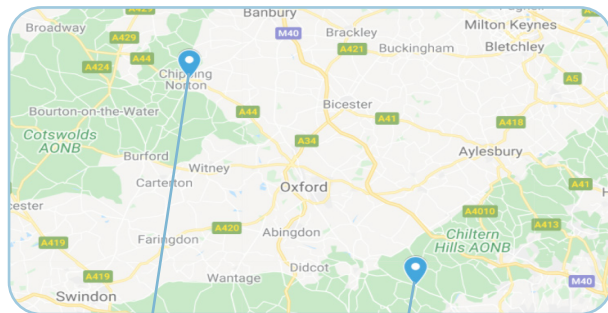 Banbury
Broadway
A429
M40
Brackley
Milton Keynes
A429
A421
Buckingham
Bletchley
A424
A44
Chipping
Norton
A5
Bourton-on-the-Water
A44
Bicester
A41
A418
Cotswolds
AONB
A34
Burford
Witney
Aylesbury
Carterton
Oxford
A41
cester
A4010
A413
A420
Abingdon
Chiltern
Hills AONB
A419
Faringdon
Didcot
A419
Wantage
M40
Swindon